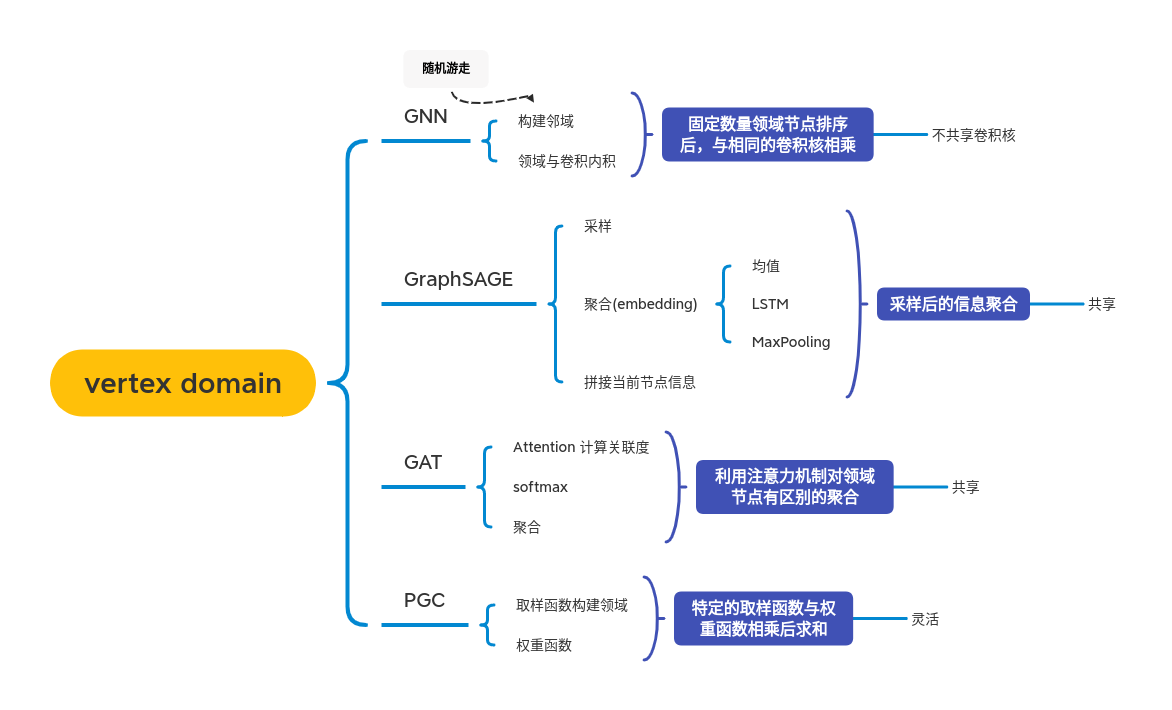 随机游走
GNN
构建邻域
领域与卷积内积
固定数量领域节点排序
后，与相同的卷积核相乘
不共享卷积核
GraphSAGE
采样
聚合(embedding)
均值
LSTM
MaxPooling
拼接当前节点信息
采样后的信息聚合
共享
vertex domain
GAT
Attention 计算关联度
softmax
聚合
利用注意力机制对领域
节点有区别的聚合
共享
PGC
取样函数构建领域
权重函数
特定的取样函数与权
重函数相乘后求和
灵活